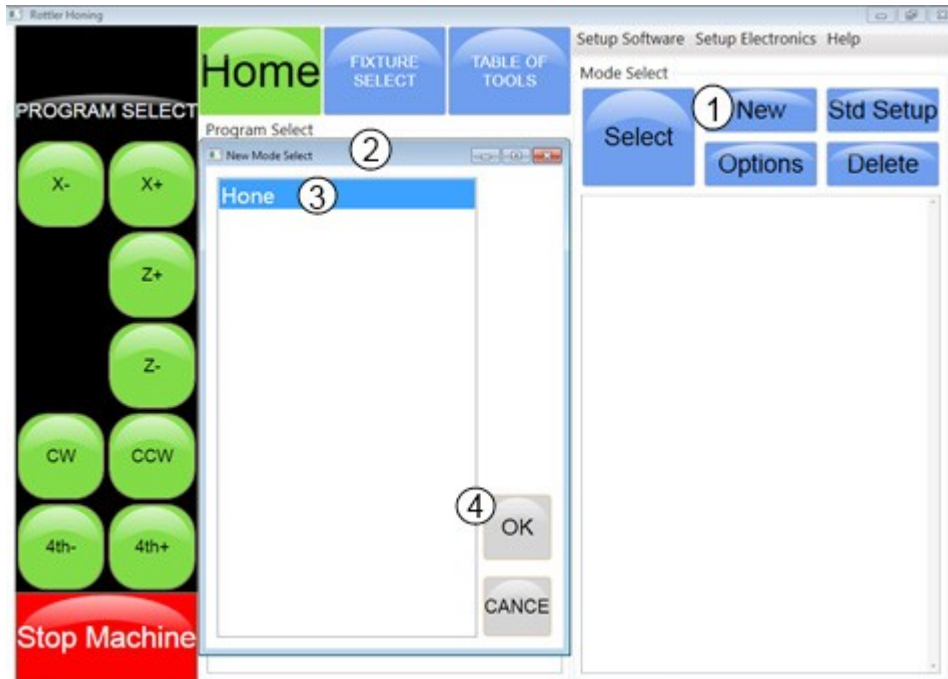 Rottler Honing
PROGRAM SELECT
X-
X+
Z+
Z-
CW
CCW
4th-
4th+
Stop Machine
Home
FIXTURE
SELECT
TABLE OF
TOOLS
Program Select
New Mode Select
2
Hone
3
4
OK
CANCE
Setup Software Setup Electronics Help
Mode Select
Select
1
New
Std Setup
Options
Delete